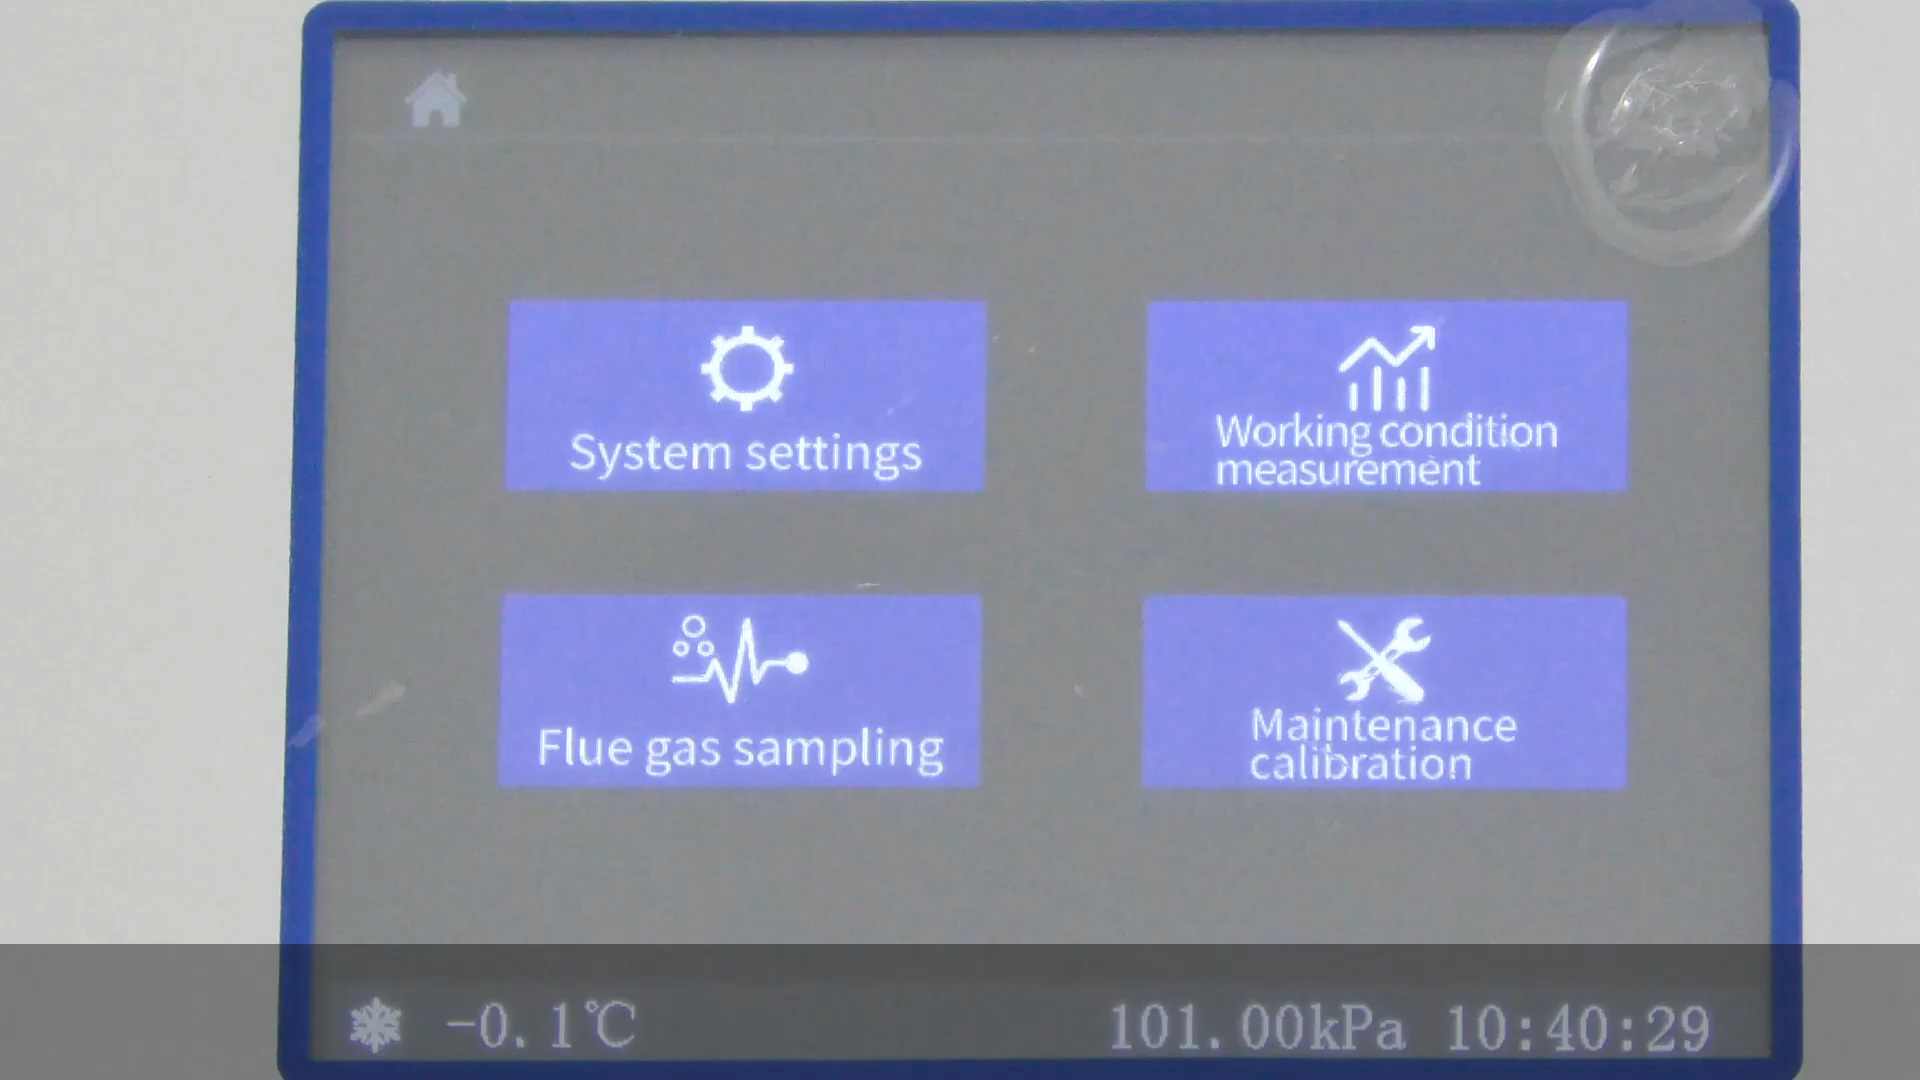 System settings
Working condition
measurement
Flue gas sampling
Maintenance
calibration
-0.1℃ 101.00kPa 10:40:29